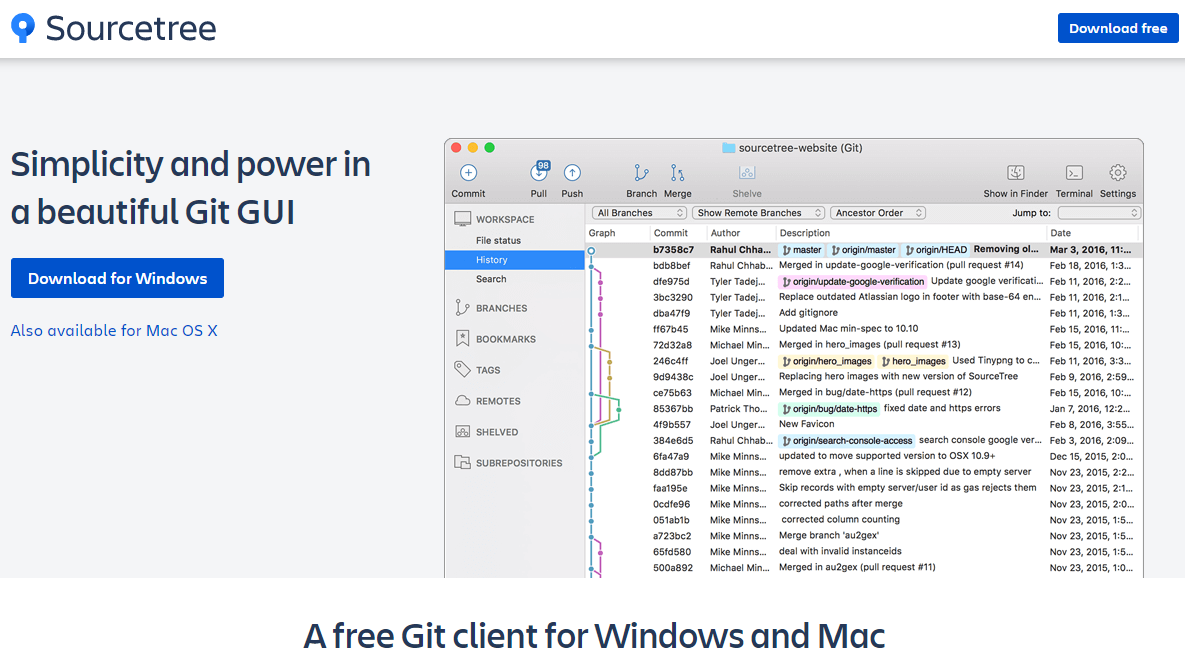 Sourcetree
Download free
Simplicity and power in
a beautiful Git GUI
Download for Windows
Also available for Mac OS X
sourcetree-website (Git)
98
Commit Pull Push Branch Merge Shelve Show in Finder Terminal Settings
All Branches Show Remote Branches Ancestor Order Jump to:
WORKSPACE
File status
History
Search
BRANCHES
BOOKMARKS
TAGS
REMOTES
SHELVED
SUBREPOSITORIES
Graph Commit Author Description Date
b7358c7 Rahul Chha... master origin/master origin/HEAD Removing ol... Mar 3, 2016, 11:...
bdb8bef Rahul Chhab... Merged in update-google-verification (pull request #14) Feb 18, 2016, 1:3...
dfe975d Tyler Tadej... origin/update-google-verification Update google verificati... Feb 11, 2016, 2:2...
3bc3290 Tyler Tadej... Replace outdated Atlassian logo in footer with base-64 en... Feb 11, 2016, 2:1...
dba47f9 Tyler Tadej... Add gitignore Feb 11, 2016, 1:3...
ff67b45 Mike Minns... Updated Mac min-spec to 10.10 Feb 15, 2016, 11:...
72d32a8 Michael Min... Merged in hero_images (pull request #13) Feb 15, 2016, 10:...
246c4ff Joel Unger... origin/hero_images hero_images Used Tinypng to c... Feb 11, 2016, 3:3...
9d9438c Joel Unger... Replacing hero images with new version of SourceTree Feb 9, 2016, 2:59...
ce75b63 Michael Min... Merged in bug/date-https (pull request #12) Feb 15, 2016, 10:...
85367bb Patrick Tho... origin/bug/date-https fixed date and https errors Jan 7, 2016, 12:2...
4f9b557 Joel Unger... New Favicon Feb 8, 2016, 3:55...
384e6d5 Rahul Chhab... origin/search-console-access search console google ver... Feb 3, 2016, 2:09...
6fa47a9 Mike Minns... updated to move supported version to OSX 10.9+ Dec 15, 2015, 2:0...
8dd87bb Mike Minns... remove extra , when a line is skipped due to empty server Nov 23, 2015, 2:2...
faa195e Mike Minns... Skip records with empty server/user id as gas rejects them Nov 23, 2015, 2:1...
0cdfe96 Mike Minns... corrected paths after merge Nov 23, 2015, 2:0...
051ab1b Mike Minns... corrected column counting Nov 23, 2015, 1:5...
a723bc2 Mike Minns... Merge branch 'au2gex' Nov 23, 2015, 1:5...
65fd580 Mike Minns... deal with invalid instanceids Nov 23, 2015, 1:5...
500a892 Michael Min... Merged in au2gex (pull request #11) Nov 23, 2015, 1:0...
A free Git client for Windows and Mac